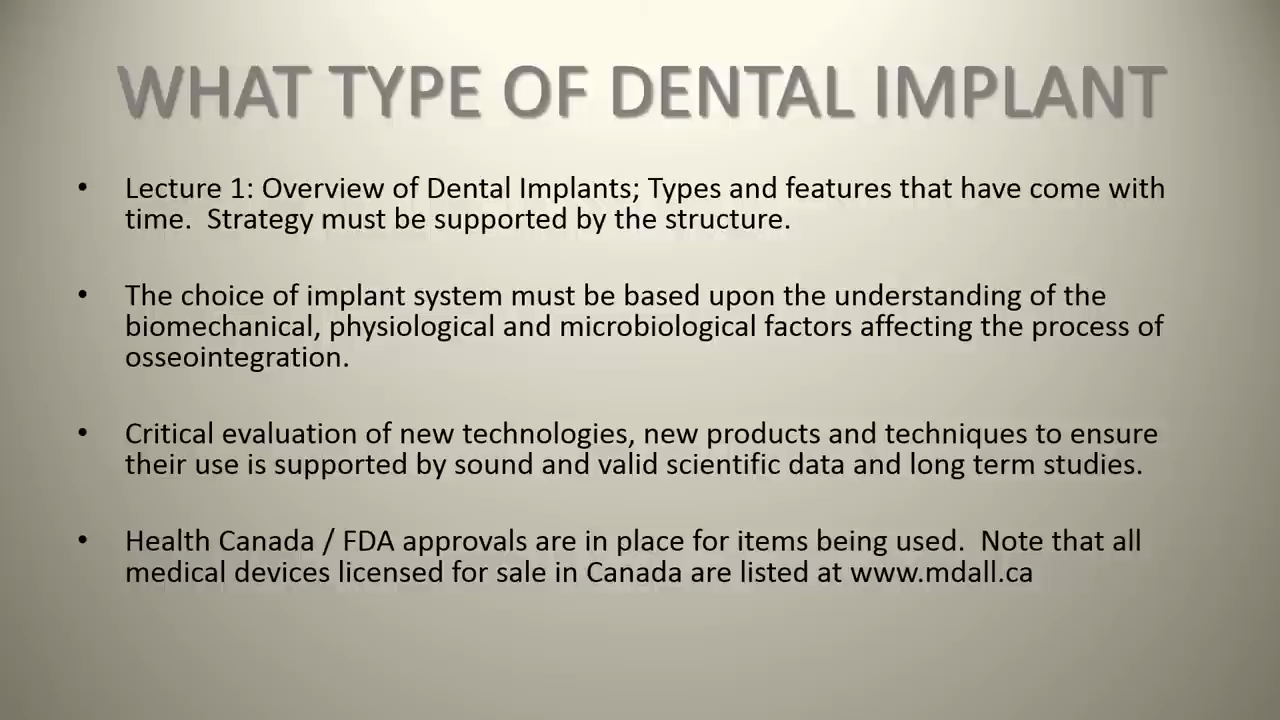 WHAT TYPE OF DENTAL IMPLANT
• Lecture 1: Overview of Dental Implants; Types and features that have come with
time.  Strategy must be supported by the structure.
• The choice of implant system must be based upon the understanding of the
biomechanical, physiological and microbiological factors affecting the process of
osseointegration.
• Critical evaluation of new technologies, new products and techniques to ensure
their use is supported by sound and valid scientific data and long term studies.
• Health Canada / FDA approvals are in place for items being used.  Note that all
medical devices licensed for sale in Canada are listed at www.mdall.ca